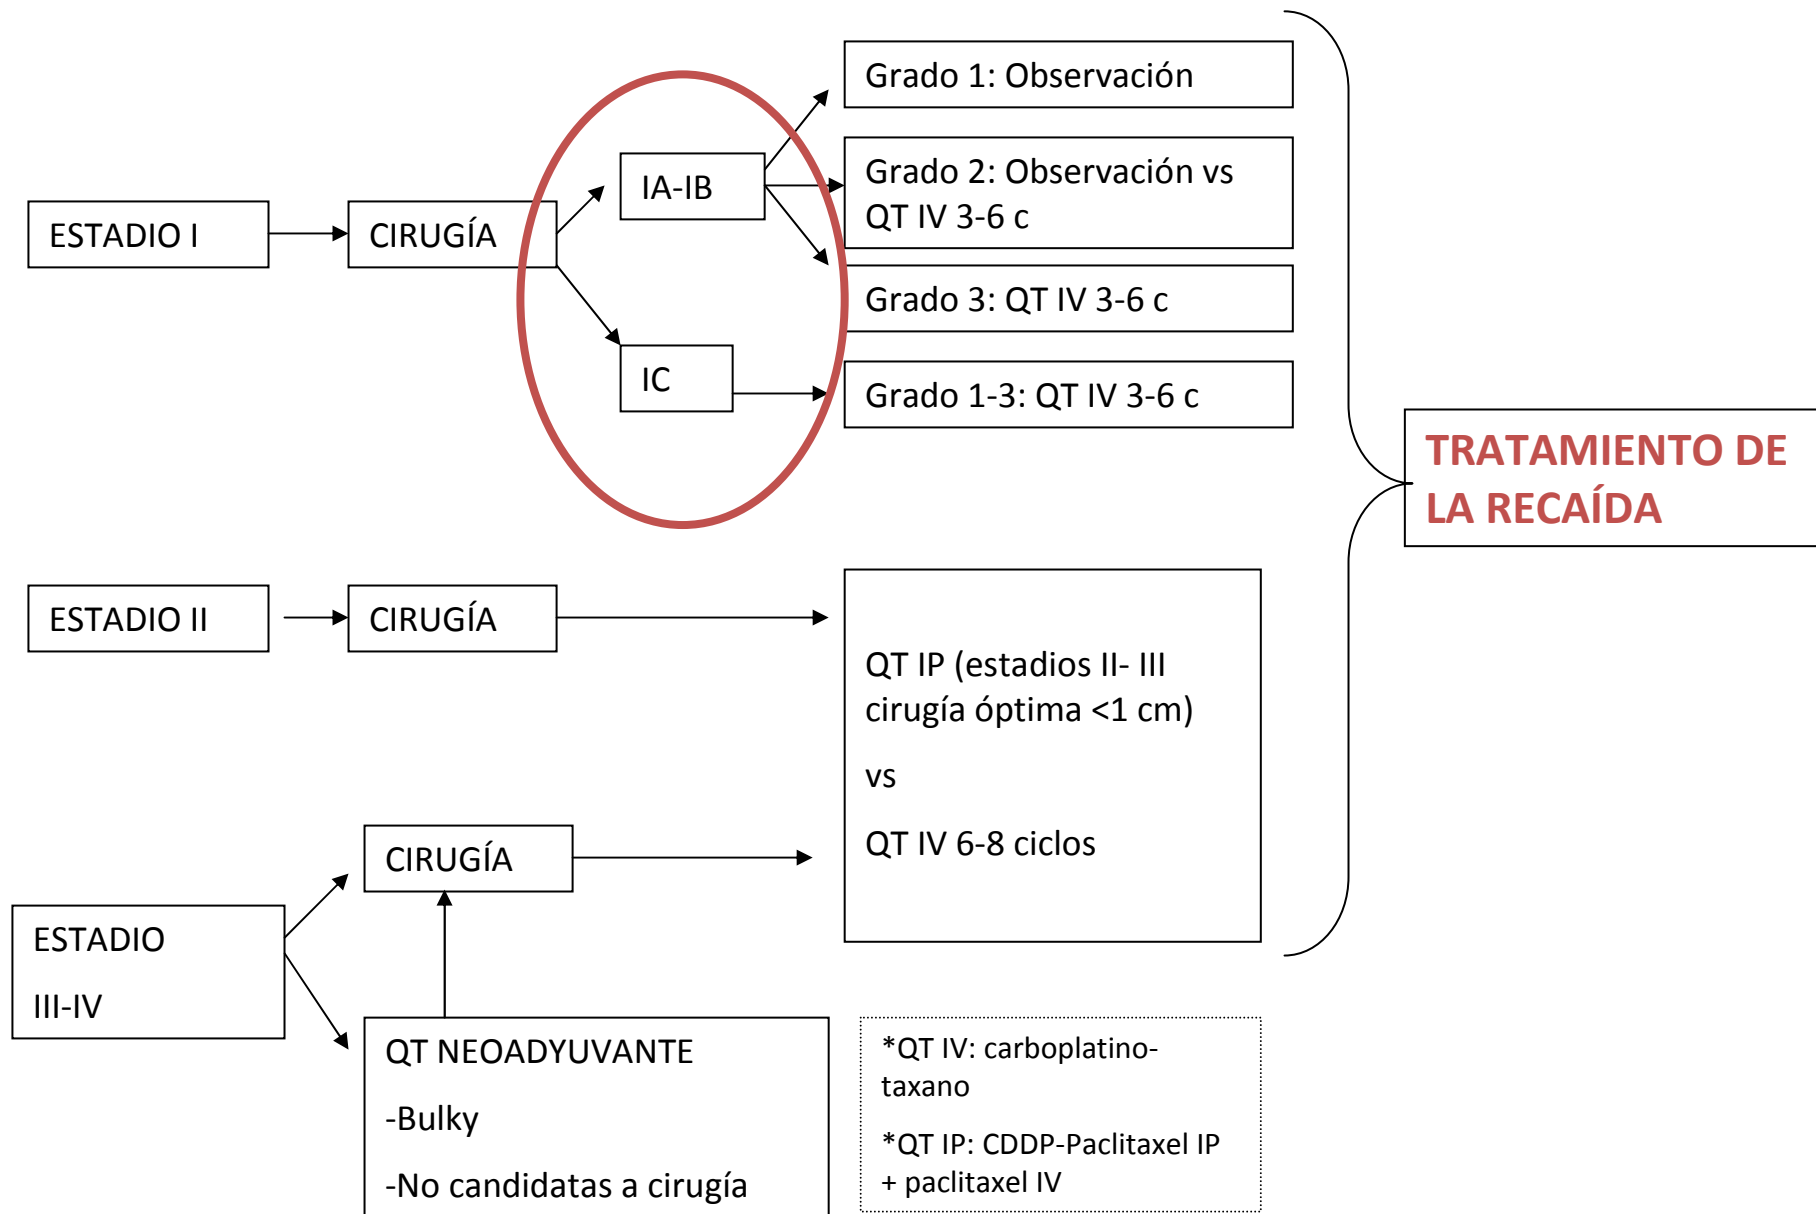 Grado 1: Observación
IA-IB
Grado 2: Observación vs
QT IV 3-6 c
ESTADIO I
CIRUGÍA
Grado 3: QT IV 3-6 c
IC
Grado 1-3: QT IV 3-6 c
TRATAMIENTO DE
LA RECAÍDA
ESTADIO II
CIRUGÍA
QT IP (estadios II- III
cirugía óptima <1 cm)
vs
QT IV 6-8 ciclos
CIRUGÍA
ESTADIO
III-IV
QT NEOADYUVANTE
-Bulky
-No candidatas a cirugía
*QT IV: carboplatino-
taxano
*QT IP: CDDP-Paclitaxel IP
+ paclitaxel IV